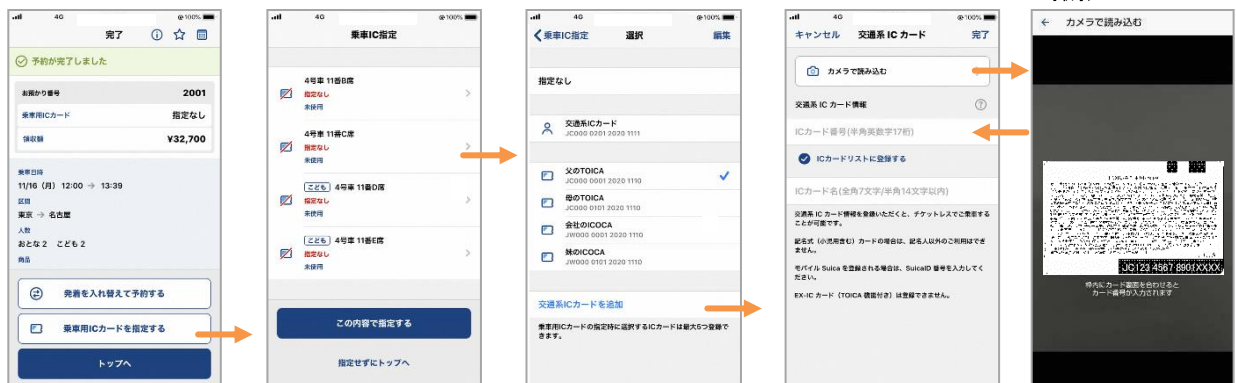 4G
@ 100%
完了
予約が完了しました
お預かり番号 2001
乗車用ICカード 指定なし
領収額 ¥32,700
乗車日時
11/16（月） 12:00 → 13:39
区間
東京 → 名古屋
人数
おとな 2 こども 2
商品
発着を入れ替えて予約する
乗車用ICカードを指定する
トップへ
4G
@ 100%
乗車IC指定
4号車 11番B席
指定なし
未使用
4号車 11番C席
指定なし
未使用
こども 4号車 11番D席
指定なし
未使用
こども 4号車 11番E席
指定なし
未使用
この内容で指定する
指定せずにトップへ
4G
@ 100%
乗車IC指定 選択 編集
指定なし
交通系ICカード
JC000 0201 2020 1111
父のTOICA
JC000 0001 2020 1110
母のTOICA
JC000 0101 2020 1110
会社のICOCA
JW000 0001 2020 1110
妹のICOCA
JW000 0101 2020 1110
交通系ICカードを追加
乗車用ICカードの指定時に選択するICカードは最大5つ登録で
きます。
4G
@ 100%
キャンセル 交通系 IC カード 完了
カメラで読み込む
交通系 IC カード情報
ICカード番号(半角英数字17桁)
ICカードリストに登録する
ICカード名(全角7文字/半角14文字以内)
交通系 IC カード情報を登録いただくと、チケットレスでご乗車する
ことが可能です。
記名式（小児用含む）カードの場合は、記名人以外のご利用はでき
ません。
モバイル Suica を登録される場合は、SuicaID 番号を入力してく
ださい。
EX-IC カード（TOICA 機能付き）は登録できません。
← カメラで読み込む
JC123 4567 8901XXXX
枠内にカード裏面を合わせると
カード番号が入力されます